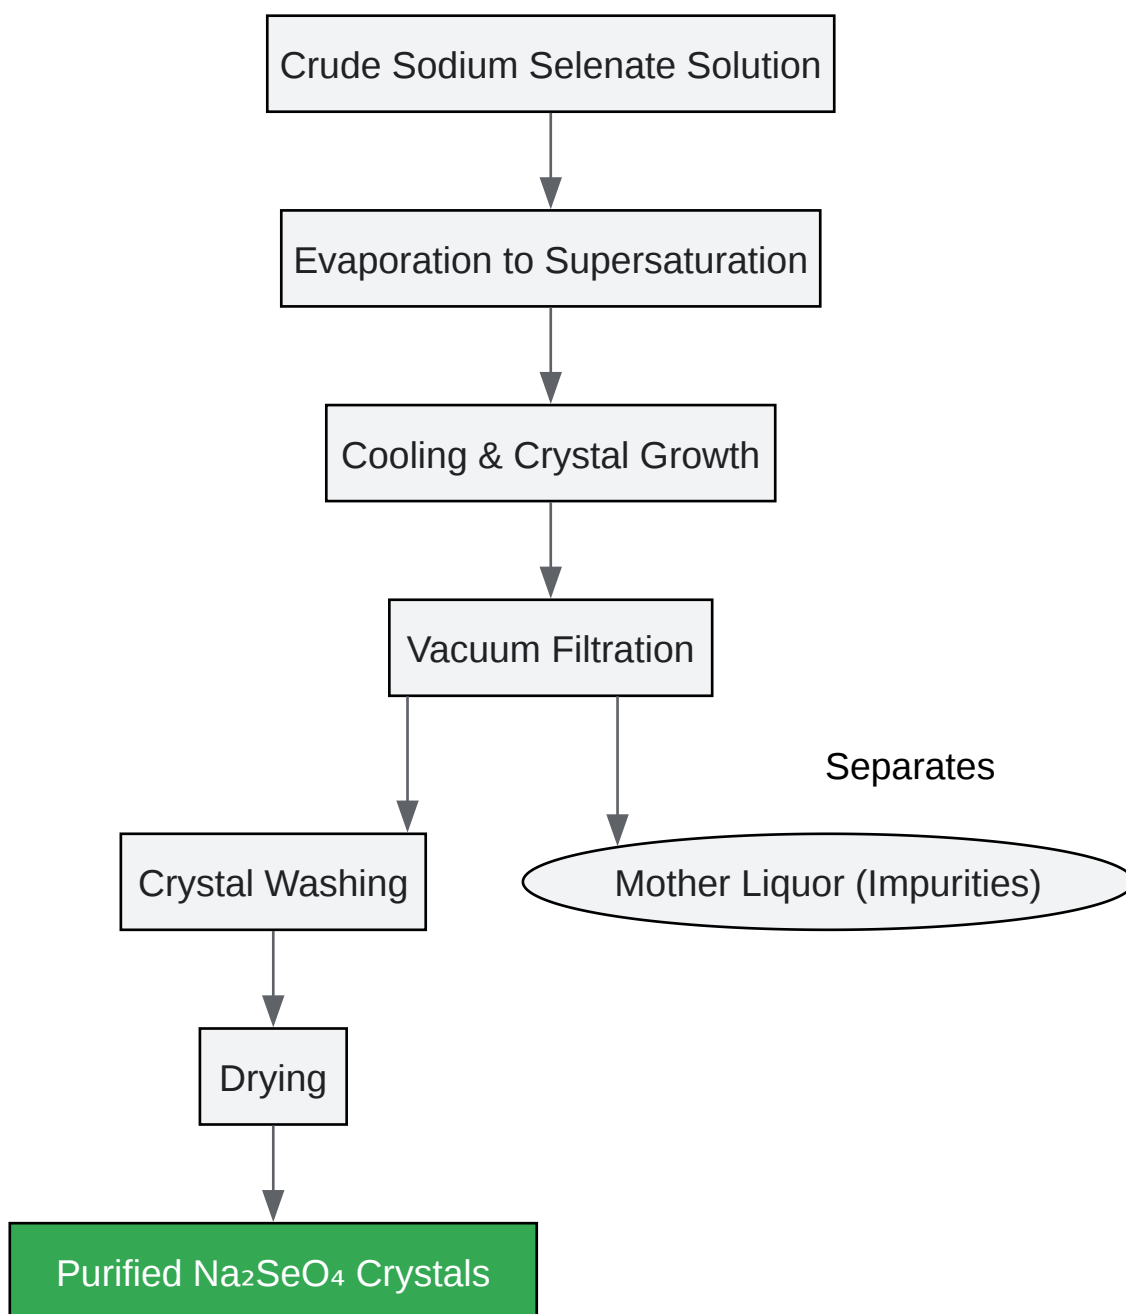 Crude Sodium Selenate Solution
Evaporation to Supersaturation
Cooling & Crystal Growth
Vacuum Filtration
Separates
Crystal Washing
Mother Liquor (Impurities)
Drying
Purified Na₂SeO₄ Crystals